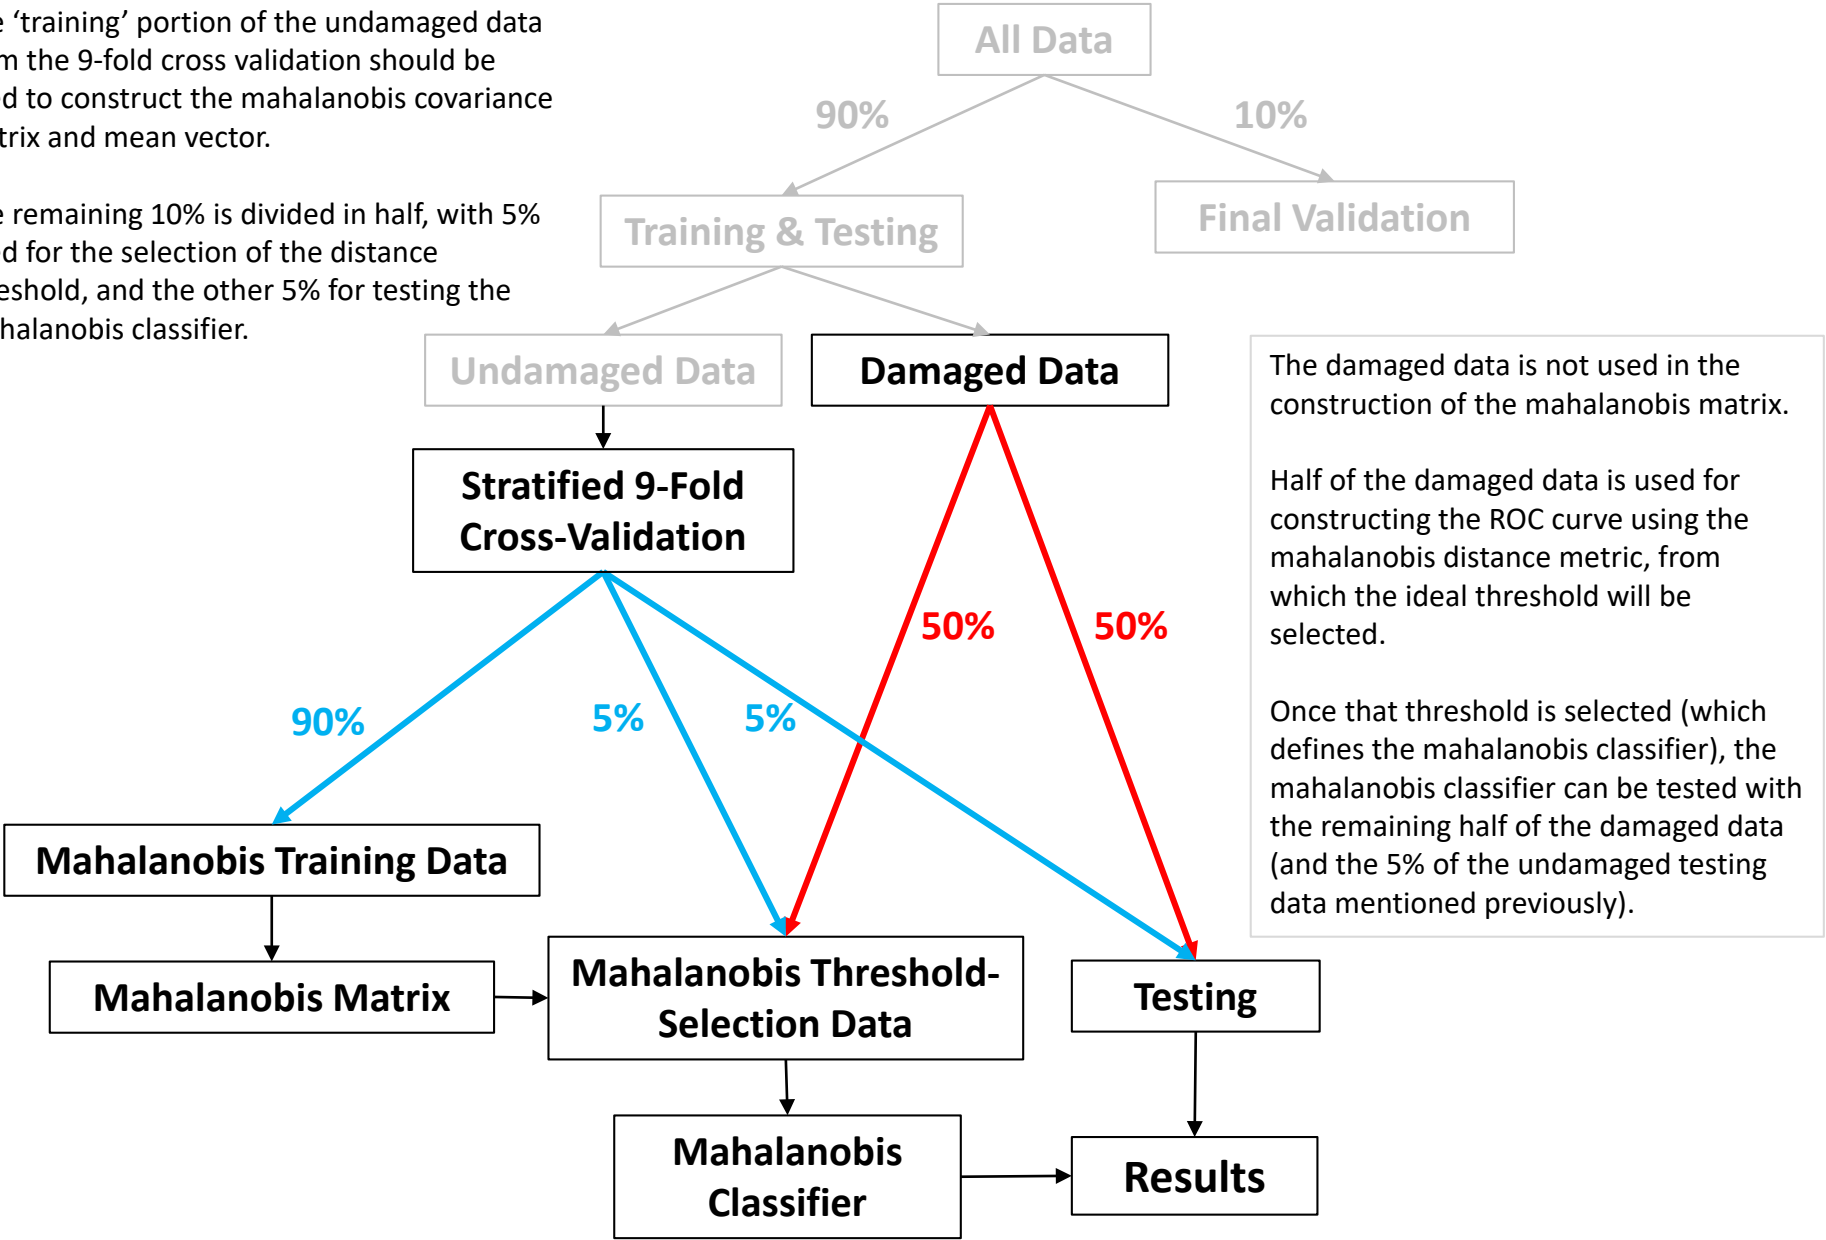 'training' portion of the undamaged data
the 9-fold cross validation should be
to construct the mahalanobis covariance
and mean vector.
remaining 10% is divided in half, with 5%
for the selection of the distance
and the other 5% for testing the
classifier.
All Data
90%
10%
Training & Testing
Final Validation
Undamaged Data
Damaged Data
Stratified 9-Fold
Cross-Validation
The damaged data is not used in the
construction of the mahalanobis matrix.
Half of the damaged data is used for
constructing the ROC curve using the
mahalanobis distance metric, from
which the ideal threshold will be
selected.
Once that threshold is selected (which
defines the mahalanobis classifier), the
mahalanobis classifier can be tested with
the remaining half of the damaged data
(and the 5% of the undamaged testing
data mentioned previously).
50%
50%
90%
5%
5%
Mahalanobis Training Data
Mahalanobis Matrix
Mahalanobis Threshold-
Selection Data
Testing
Mahalanobis
Classifier
Results